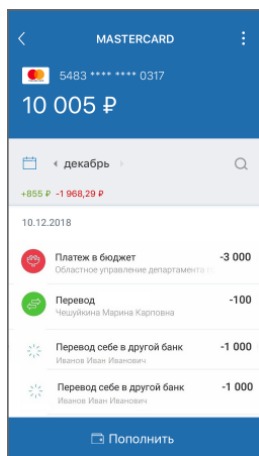 MASTERCARD
5483 **** **** 0317
10 005 ₽
декабрь
+855 ₽ -1 968,29 ₽
10.12.2018
Платеж в бюджет -3 000
Областное управление департамента
Перевод -100
Чешуйкина Марина Карповна
Перевод себе в другой банк -1 000
Иванов Иван Иванович
Перевод себе в другой банк -1 000
Иванов Иван Иванович
Пополнить